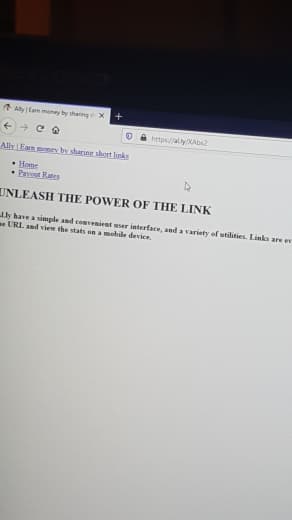 Ally | Earn money by sharing
https://al.ly/XAbs2
Ally | Earn money by sharing short links
Home
Payout Rates
UNLEASH THE POWER OF THE LINK
have a simple and convenient user interface, and a variety of utilities. Links are
URL and view the stats on a mobile device.